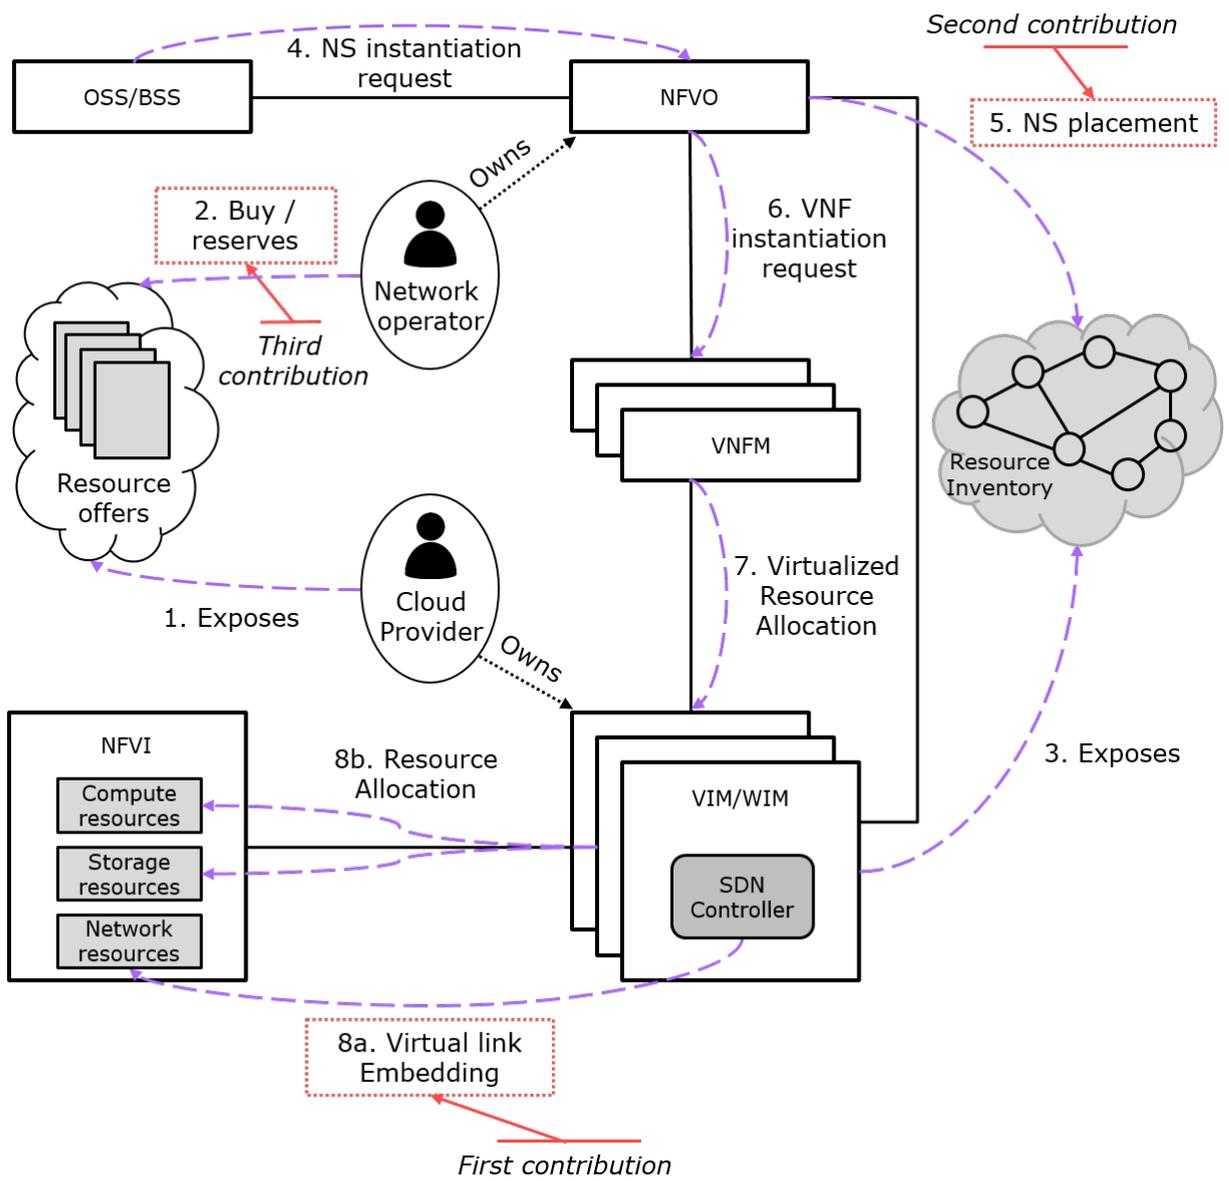 Second contribution
4. NS instantiation
request
OSS/BSS
NFVO
5. NS placement
Owns
2. Buy /
reserves
6. VNF
instantiation
request
Network
operator
Third
contribution
VNFM
Resource
Inventory
Resource
offers
7. Virtualized
Resource
Allocation
Cloud
Provider
1. Exposes
Owns
NFVI
8b. Resource
Allocation
3. Exposes
Compute
resources
VIM/WIM
Storage
resources
SDN
Controller
Network
resources
8a. Virtual link
Embedding
First contribution